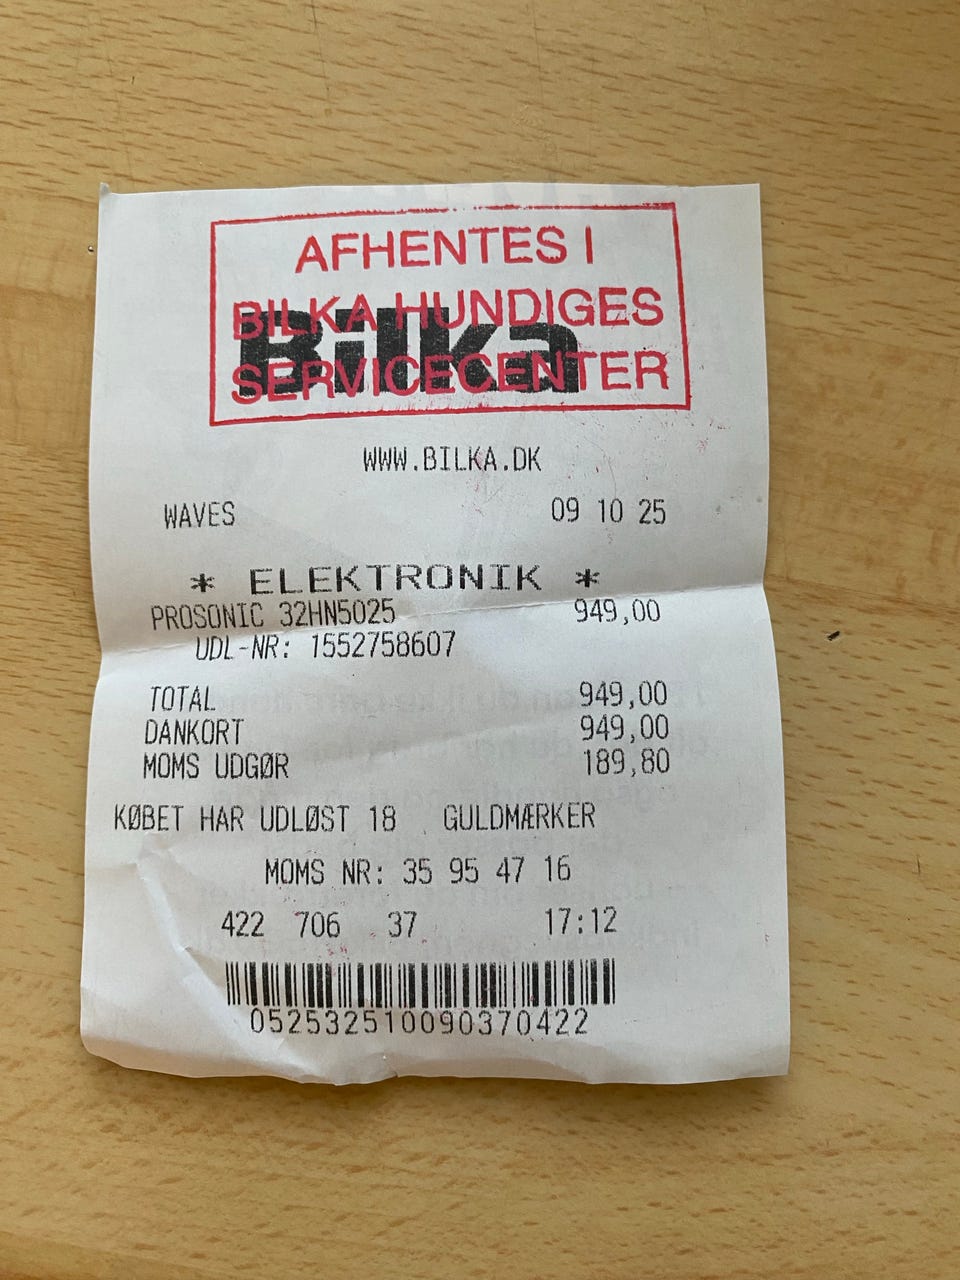 AFHENTES I
BILKA HUNDIGES
Bilka
SERVICECENTER
WWW.BILKA.DK
WAVES 09 10 25
* ELEKTRONIK *
PROSONIC 32HN5025 949,00
UDL-NR: 1552758607
TOTAL 949,00
DANKORT 949,00
MOMS UDGØR 189,80
KØBET HAR UDLØST 18 GULDMÆRKER
MOMS NR: 35 95 47 16
422 706 37 17:12
052532510090370422